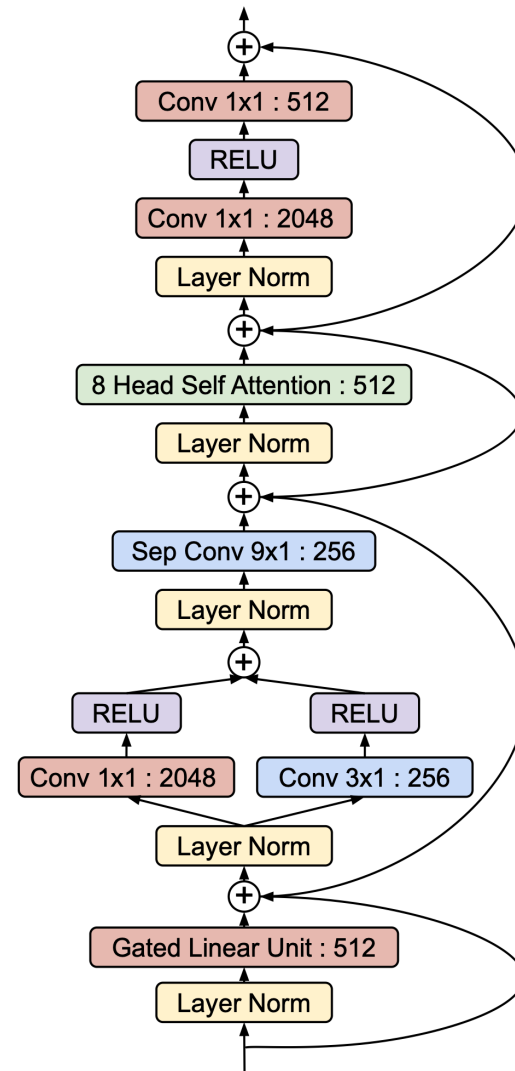 +
Conv 1x1 : 512
RELU
Conv 1x1 : 2048
Layer Norm
+
8 Head Self Attention : 512
Layer Norm
+
Sep Conv 9x1 : 256
Layer Norm
+
RELU
RELU
Conv 1x1 : 2048
Conv 3x1 : 256
Layer Norm
+
Gated Linear Unit : 512
Layer Norm